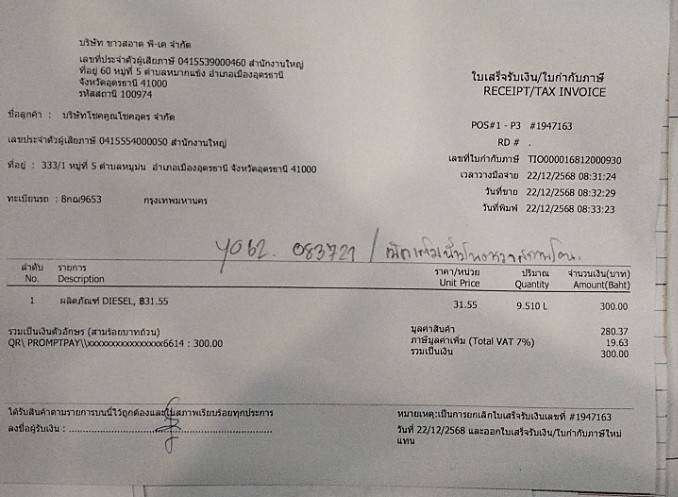 บริษัท ขาวสอาด พี-เค จำกัด
เลขที่ประจำตัวผู้เสียภาษี 0415539000460 สำนักงานใหญ่
ที่อยู่ 60 หมู่ที่ 5 ตำบลหมากแข้ง อำเภอเมืองอุดรธานี
จังหวัดอุดรธานี 41000
รหัสสถานี 100974
ใบเสร็จรับเงิน/ใบกำกับภาษี
RECEIPT/TAX INVOICE
ชื่อลูกค้า : บริษัทโชคคูณโชคอุดร จำกัด
POS#1 - P3 #1947163
RD # .
เลขประจำตัวผู้เสียภาษี 0415554000050 สำนักงานใหญ่
เลขที่ใบกำกับภาษี TIO000016812000930
ที่อยู่ : 333/1 หมู่ที่ 5 ตำบลหมูม่น อำเภอเมืองอุดรธานี จังหวัดอุดรธานี 41000
เวลาวางมือจ่าย 22/12/2568 08:31:24
วันที่ขาย 22/12/2568 08:32:29
ทะเบียนรถ : 8กฌ9653 กรุงเทพมหานคร
วันที่พิมพ์ 22/12/2568 08:33:23
083721 /
ลำดับ รายการ ราคา/หน่วย ปริมาณ จำนวนเงิน(บาท)
No. Description Unit Price Quantity Amount(Baht)
1 ผลิตภัณฑ์ DIESEL, ฿31.55 31.55 9.510 L 300.00
รวมเป็นเงินตัวอักษร (สามร้อยบาทถ้วน) มูลค่าสินค้า 280.37
QR\ PROMPTPAY\\xxxxxxxxxxxxxxxx6614 : 300.00 ภาษีมูลค่าเพิ่ม (Total VAT 7%) 19.63
รวมเป็นเงิน 300.00
ได้รับสินค้าตามรายการบนนี้ไว้ถูกต้องและในสภาพเรียบร้อยทุกประการ
ลงชื่อผู้รับเงิน :
หมายเหตุ:เป็นการยกเลิกใบเสร็จรับเงินเลขที่ #1947163
วันที่ 22/12/2568 และออกใบเสร็จรับเงิน/ใบกำกับภาษีใหม่
แทน